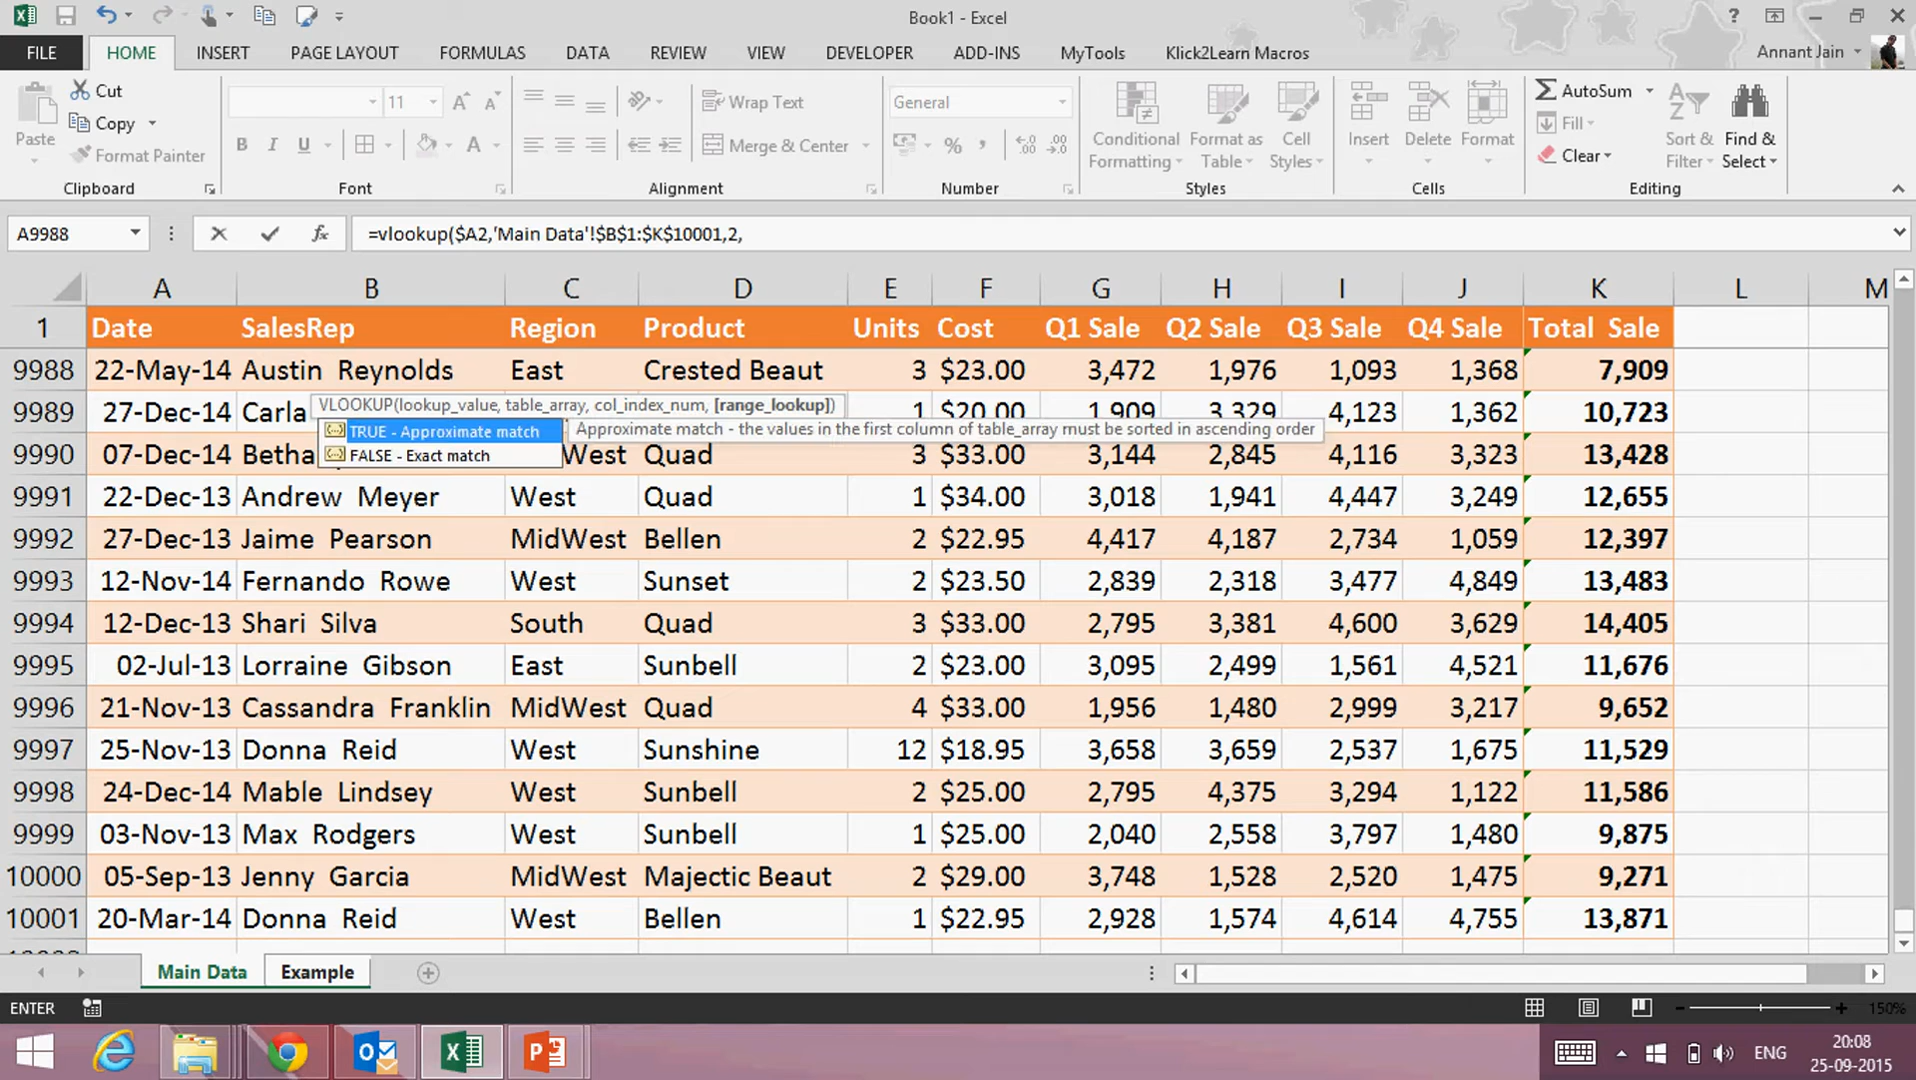 Book1 - Excel
?
FILE HOME INSERT PAGE LAYOUT FORMULAS DATA REVIEW VIEW DEVELOPER ADD-INS MyTools Klick2Learn Macros Annant Jain
Paste Cut Copy Format Painter Clipboard
11 B I U A Font
Wrap Text Merge & Center Alignment
General % , Number
Conditional Formatting Format as Table Cell Styles Styles
Insert Delete Format Cells
AutoSum Fill Clear Sort & Filter Find & Select Editing
A9988 fx =vlookup($A2,'Main Data'!$B$1:$K$10001,2,
A B C D E F G H I J K L M
1 Date SalesRep Region Product Units Cost Q1 Sale Q2 Sale Q3 Sale Q4 Sale Total Sale
9988 22-May-14 Austin Reynolds East Crested Beaut 3 $23.00 3,472 1,976 1,093 1,368 7,909
VLOOKUP(lookup_value, table_array, col_index_num, [range_lookup])
9989 27-Dec-14 Carla 1 $20.00 1,909 3,329 4,123 1,362 10,723
TRUE - Approximate match Approximate match - the values in the first column of table_array must be sorted in ascending order
FALSE - Exact match
9990 07-Dec-14 Betha West Quad 3 $33.00 3,144 2,845 4,116 3,323 13,428
9991 22-Dec-13 Andrew Meyer West Quad 1 $34.00 3,018 1,941 4,447 3,249 12,655
9992 27-Dec-13 Jaime Pearson MidWest Bellen 2 $22.95 4,417 4,187 2,734 1,059 12,397
9993 12-Nov-14 Fernando Rowe West Sunset 2 $23.50 2,839 2,318 3,477 4,849 13,483
9994 12-Dec-13 Shari Silva South Quad 3 $33.00 2,795 3,381 4,600 3,629 14,405
9995 02-Jul-13 Lorraine Gibson East Sunbell 2 $23.00 3,095 2,499 1,561 4,521 11,676
9996 21-Nov-13 Cassandra Franklin MidWest Quad 4 $33.00 1,956 1,480 2,999 3,217 9,652
9997 25-Nov-13 Donna Reid West Sunshine 12 $18.95 3,658 3,659 2,537 1,675 11,529
9998 24-Dec-14 Mable Lindsey West Sunbell 2 $25.00 2,795 4,375 3,294 1,122 11,586
9999 03-Nov-13 Max Rodgers West Sunbell 1 $25.00 2,040 2,558 3,797 1,480 9,875
10000 05-Sep-13 Jenny Garcia MidWest Majectic Beaut 2 $29.00 3,748 1,528 2,520 1,475 9,271
10001 20-Mar-14 Donna Reid West Bellen 1 $22.95 2,928 1,574 4,614 4,755 13,871
Main Data Example
ENTER 150%
ENG 20:08
25-09-2015